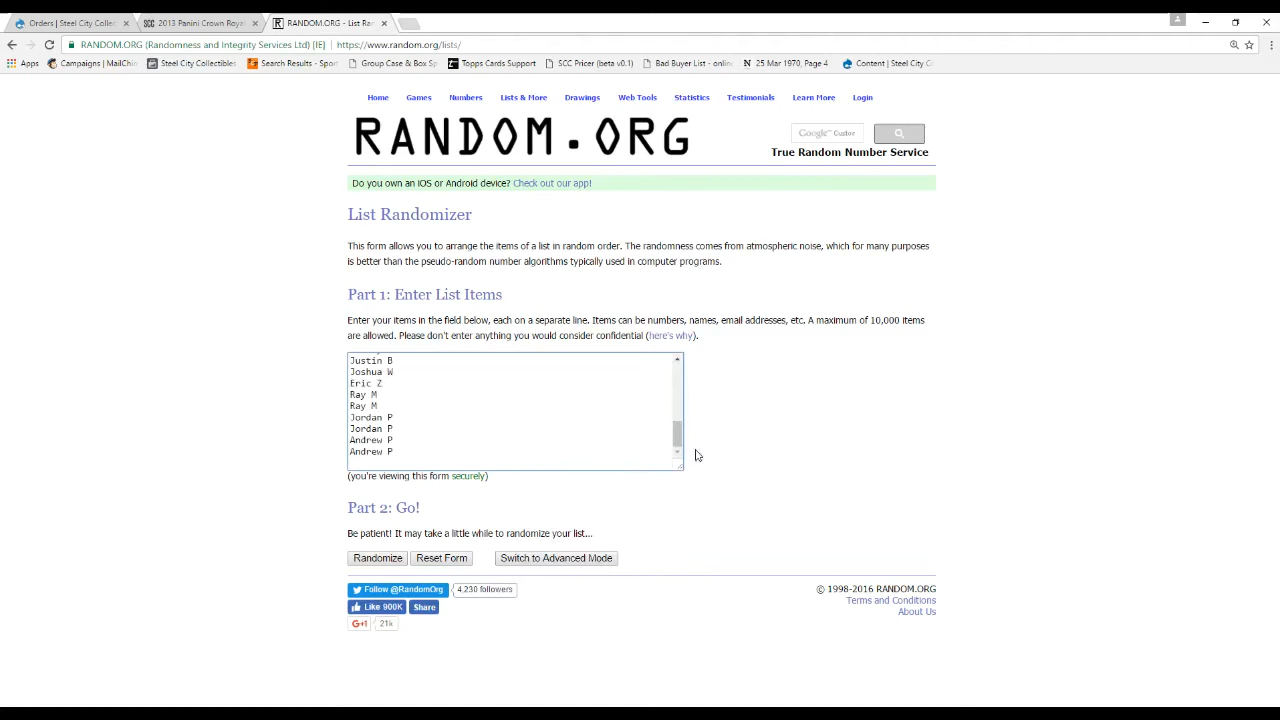 Orders | Steel City Collec
SCC 2013 Panini Crown Roya
RANDOM.ORG - List Ra
RANDOM.ORG (Randomness and Integrity Services Ltd) [IE] https://www.random.org/lists/
Apps Campaigns | MailChi Steel City Collectibles Search Results - Spor Group Case & Box Sp Topps Cards Support SCC Pricer (beta v0.1) Bad Buyer List - onlin N 25 Mar 1970, Page 4 Content | Steel City C
Home Games Numbers Lists & More Drawings Web Tools Statistics Testimonials Learn More Login
RANDOM.ORG
Google™ Custor
True Random Number Service
Do you own an iOS or Android device? Check out our app!
List Randomizer
This form allows you to arrange the items of a list in random order. The randomness comes from atmospheric noise, which for many purposes
is better than the pseudo-random number algorithms typically used in computer programs.
Part 1: Enter List Items
Enter your items in the field below, each on a separate line. Items can be numbers, names, email addresses, etc. A maximum of 10,000 items
are allowed. Please don't enter anything you would consider confidential (here's why).
Justin B
Joshua W
Eric Z
Ray M
Ray M
Jordan P
Jordan P
Andrew P
Andrew P
(you're viewing this form securely)
Part 2: Go!
Be patient! It may take a little while to randomize your list...
Randomize Reset Form Switch to Advanced Mode
Follow @RandomOrg 4,230 followers
Like 900K Share
G+1 21k
© 1998-2016 RANDOM.ORG
Terms and Conditions
About Us